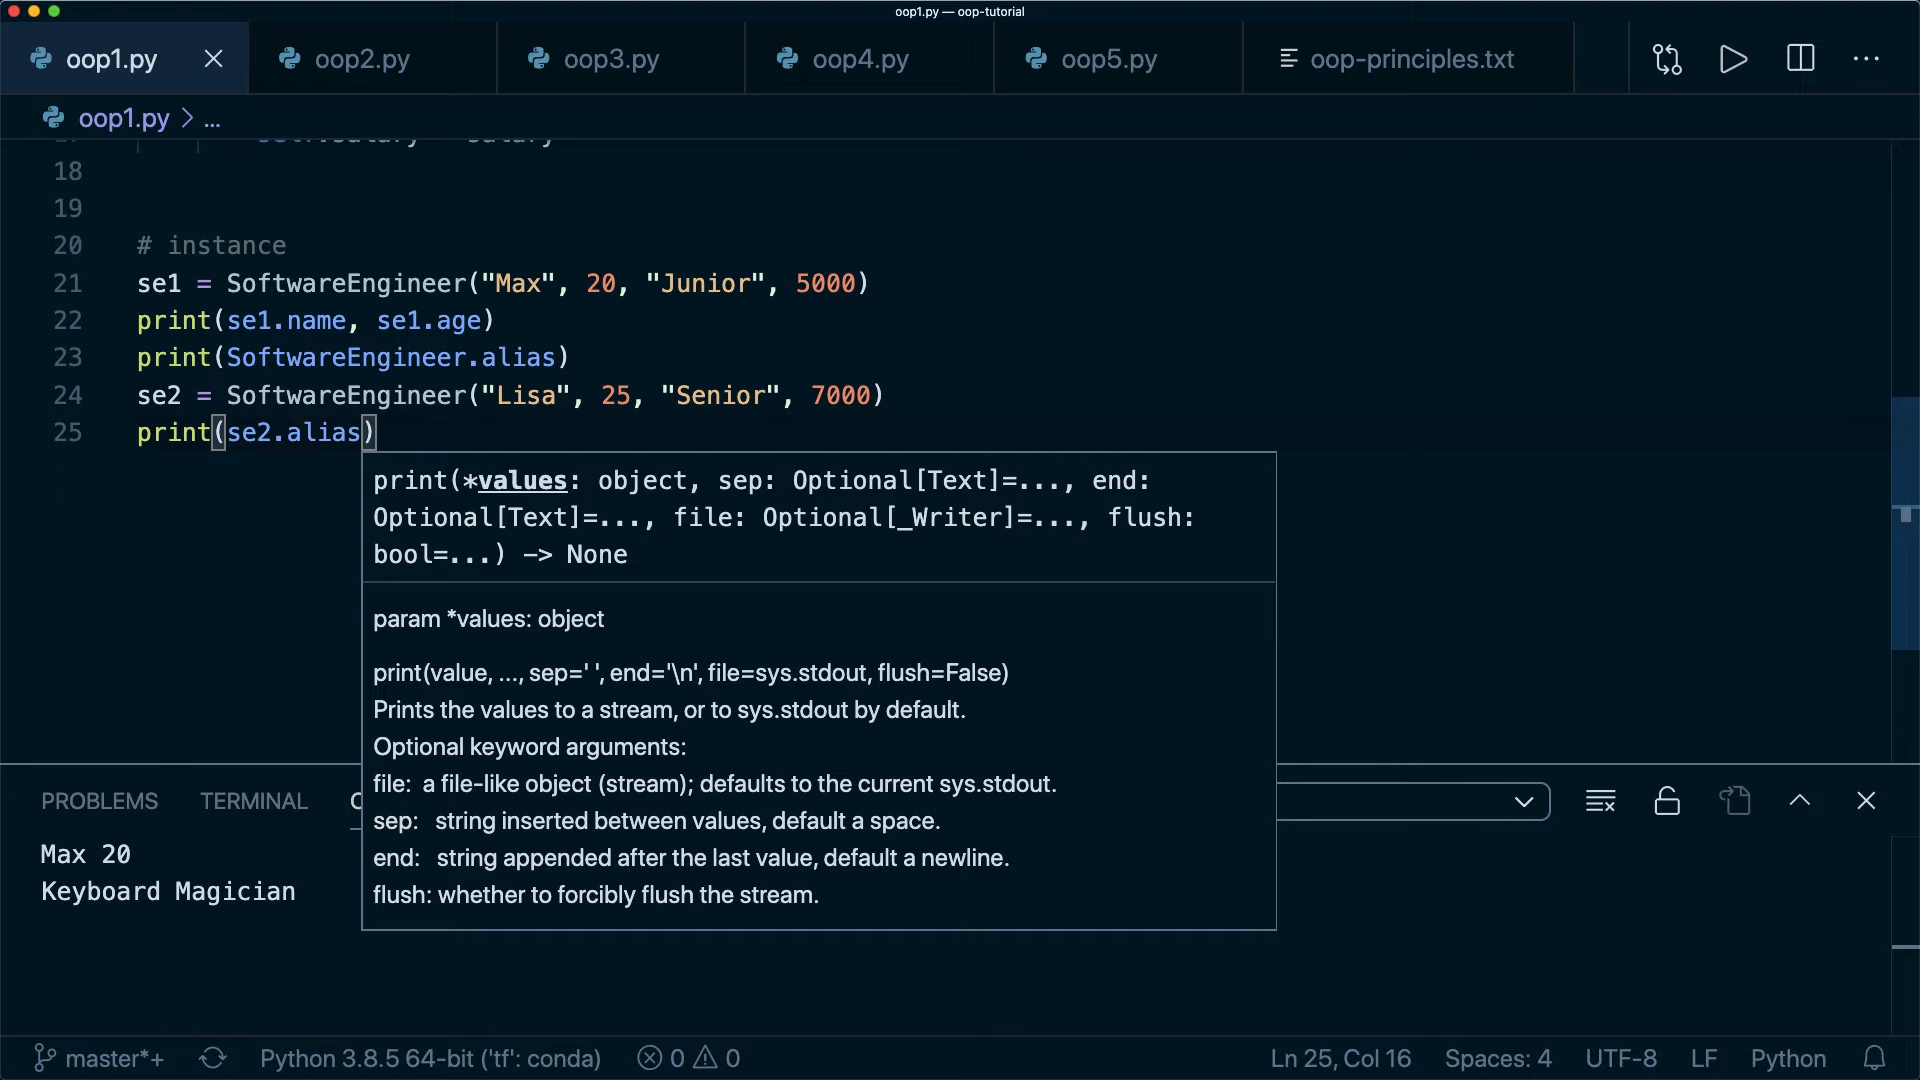 oop1.py — oop-tutorial
oop1.py oop2.py oop3.py oop4.py oop5.py oop-principles.txt
oop1.py > ...
18
19
20 # instance
21 se1 = SoftwareEngineer("Max", 20, "Junior", 5000)
22 print(se1.name, se1.age)
23 print(SoftwareEngineer.alias)
24 se2 = SoftwareEngineer("Lisa", 25, "Senior", 7000)
25 print(se2.alias)
print(*values: object, sep: Optional[Text]=..., end:
Optional[Text]=..., file: Optional[_Writer]=..., flush:
bool=...) -> None
param *values: object
print(value, ..., sep=' ', end='\n', file=sys.stdout, flush=False)
Prints the values to a stream, or to sys.stdout by default.
Optional keyword arguments:
file: a file-like object (stream); defaults to the current sys.stdout.
sep: string inserted between values, default a space.
end: string appended after the last value, default a newline.
flush: whether to forcibly flush the stream.
PROBLEMS TERMINAL
Max 20
Keyboard Magician
master*+ Python 3.8.5 64-bit ('tf': conda) 0 0 Ln 25, Col 16 Spaces: 4 UTF-8 LF Python